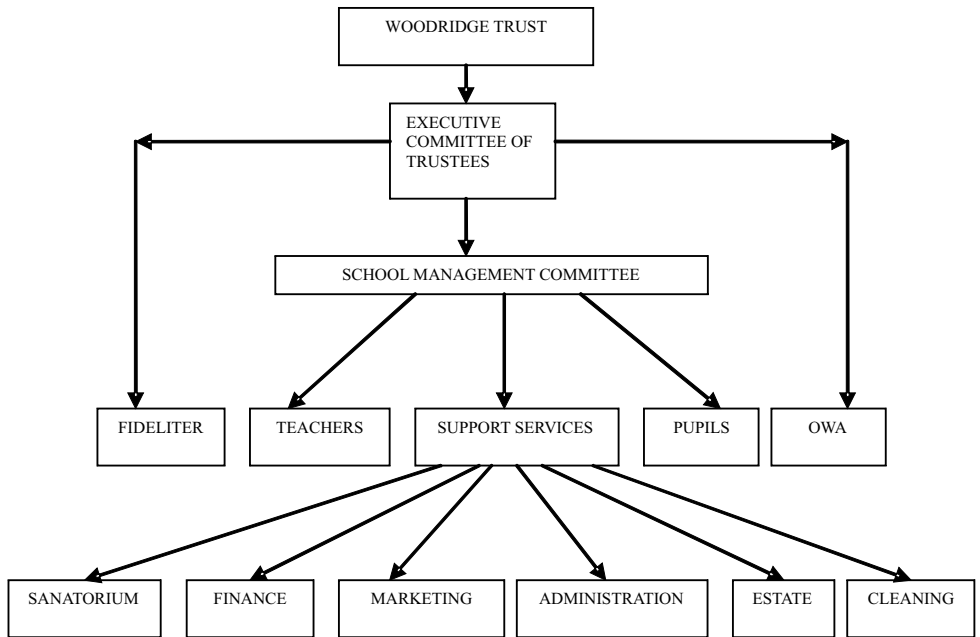 WOODRIDGE TRUST
EXECUTIVE
COMMITTEE OF
TRUSTEES
SCHOOL MANAGEMENT COMMITTEE
FIDELITER
TEACHERS
SUPPORT SERVICES
PUPILS
OWA
SANATORIUM
FINANCE
MARKETING
ADMINISTRATION
ESTATE
CLEANING